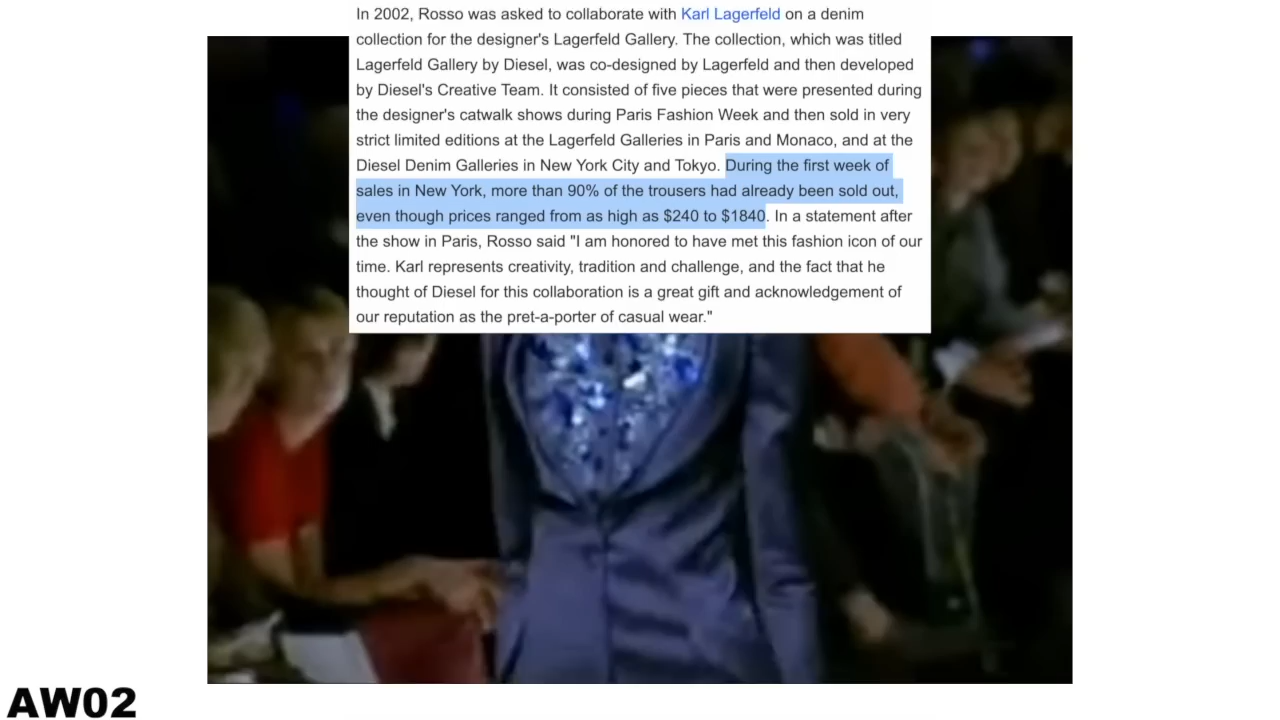 In 2002, Rosso was asked to collaborate with Karl Lagerfeld on a denim
collection for the designer's Lagerfeld Gallery. The collection, which was titled
Lagerfeld Gallery by Diesel, was co-designed by Lagerfeld and then developed
by Diesel's Creative Team. It consisted of five pieces that were presented during
the designer's catwalk shows during Paris Fashion Week and then sold in very
strict limited editions at the Lagerfeld Galleries in Paris and Monaco, and at the
Diesel Denim Galleries in New York City and Tokyo. During the first week of
sales in New York, more than 90% of the trousers had already been sold out,
even though prices ranged from as high as $240 to $1840. In a statement after
the show in Paris, Rosso said "I am honored to have met this fashion icon of our
time. Karl represents creativity, tradition and challenge, and the fact that he
thought of Diesel for this collaboration is a great gift and acknowledgement of
our reputation as the pret-a-porter of casual wear."
AW02